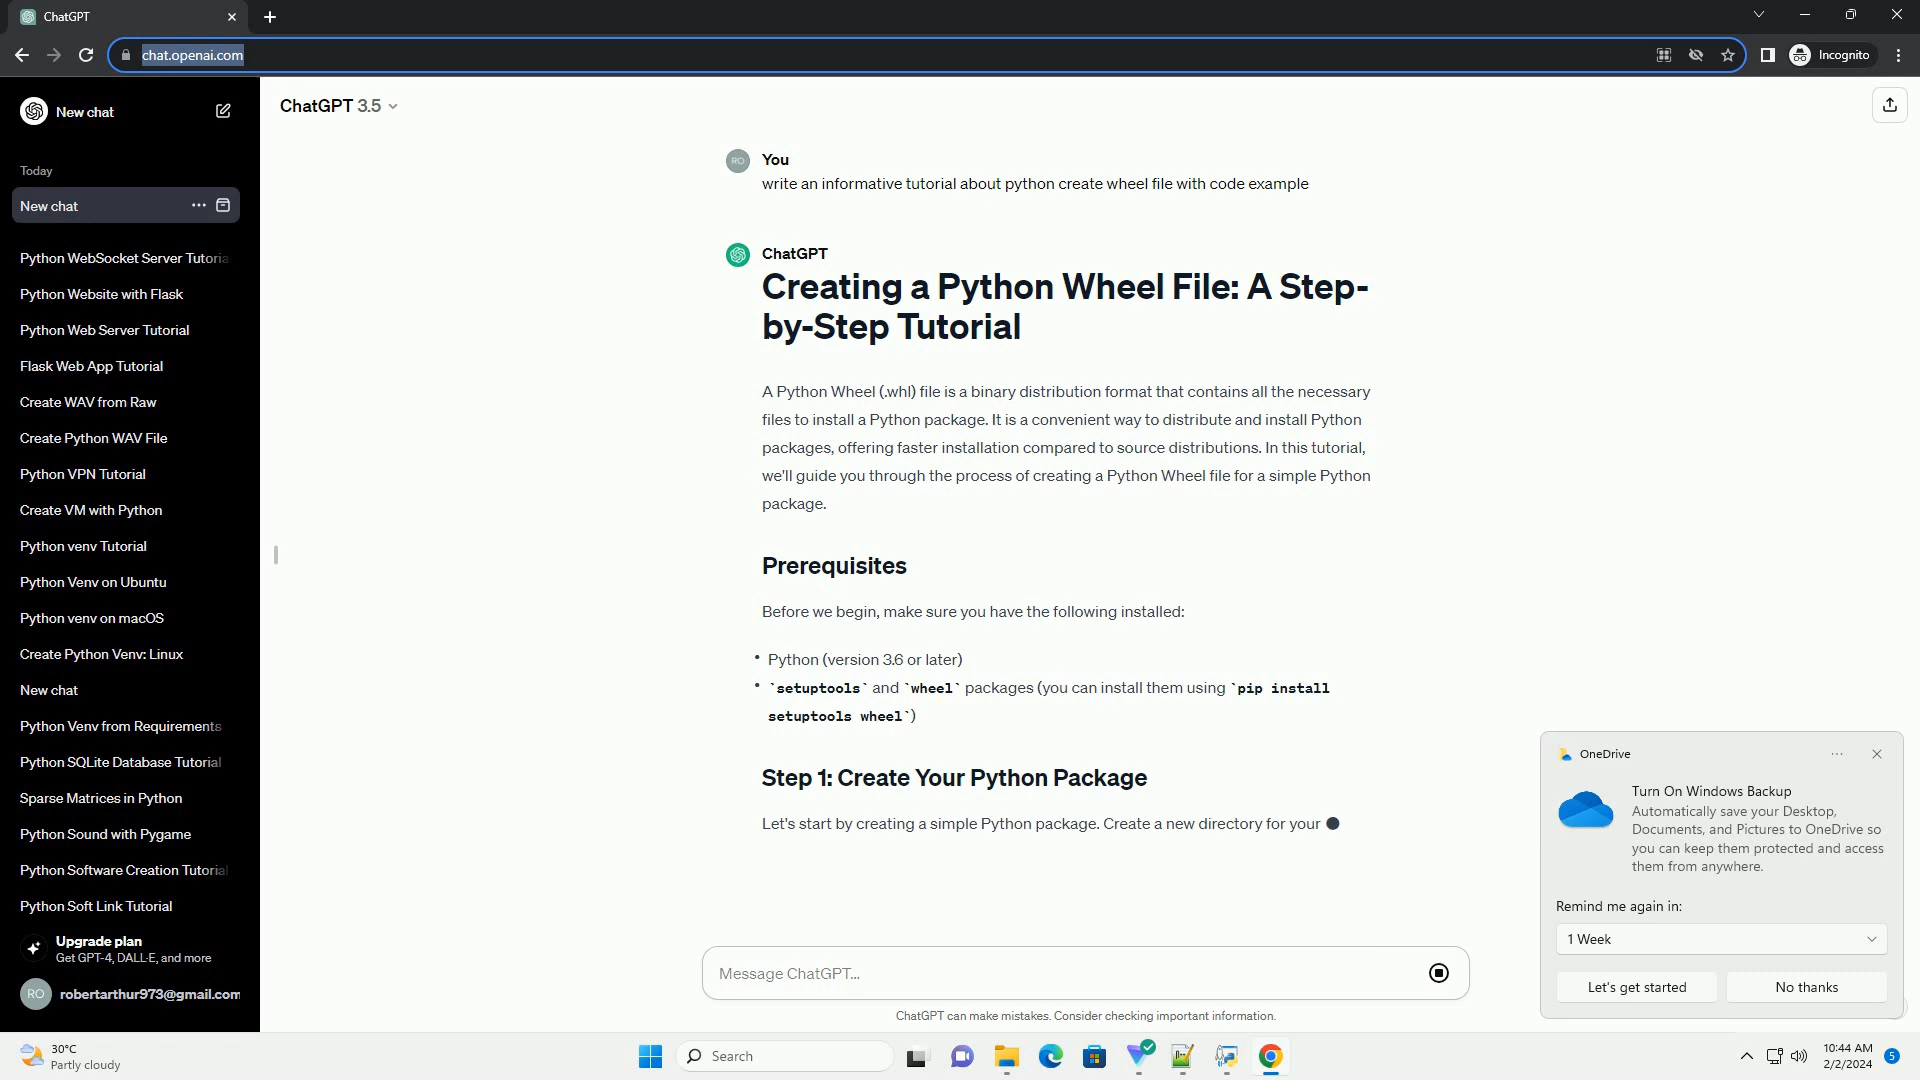 ChatGPT
chat.openai.com
Incognito
New chat
Today
New chat
Python WebSocket Server Tutoria
Python Website with Flask
Python Web Server Tutorial
Flask Web App Tutorial
Create WAV from Raw
Create Python WAV File
Python VPN Tutorial
Create VM with Python
Python venv Tutorial
Python Venv on Ubuntu
Python venv on macOS
Create Python Venv: Linux
New chat
Python Venv from Requirements
Python SQLite Database Tutorial
Sparse Matrices in Python
Python Sound with Pygame
Python Software Creation Tutorial
Python Soft Link Tutorial
Upgrade plan
Get GPT-4, DALL·E, and more
RO robertarthur973@gmail.com
ChatGPT 3.5
RO You
write an informative tutorial about python create wheel file with code example
ChatGPT
Creating a Python Wheel File: A Step-
by-Step Tutorial
A Python Wheel (.whl) file is a binary distribution format that contains all the necessary
files to install a Python package. It is a convenient way to distribute and install Python
packages, offering faster installation compared to source distributions. In this tutorial,
we'll guide you through the process of creating a Python Wheel file for a simple Python
package.
Prerequisites
Before we begin, make sure you have the following installed:
• Python (version 3.6 or later)
• `setuptools` and `wheel` packages (you can install them using `pip install
setuptools wheel`)
Step 1: Create Your Python Package
Let's start by creating a simple Python package. Create a new directory for your
Message ChatGPT...
ChatGPT can make mistakes. Consider checking important information.
OneDrive
Turn On Windows Backup
Automatically save your Desktop,
Documents, and Pictures to OneDrive so
you can keep them protected and access
them from anywhere.
Remind me again in:
1 Week
Let's get started
No thanks
30°C
Partly cloudy
Search
10:44 AM
2/2/2024
5